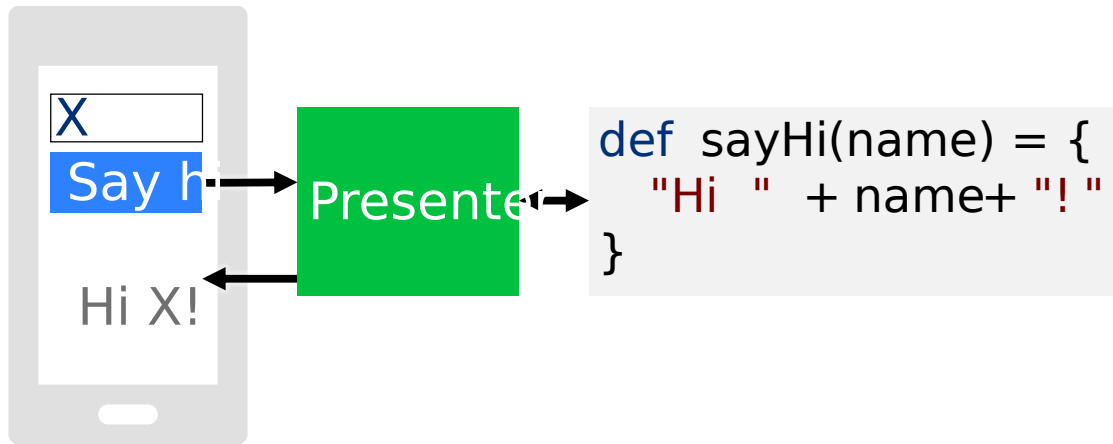 X
Say hi
Hi X!
Presenter
def sayHi(name) = {
"Hi " + name+ "! "
}